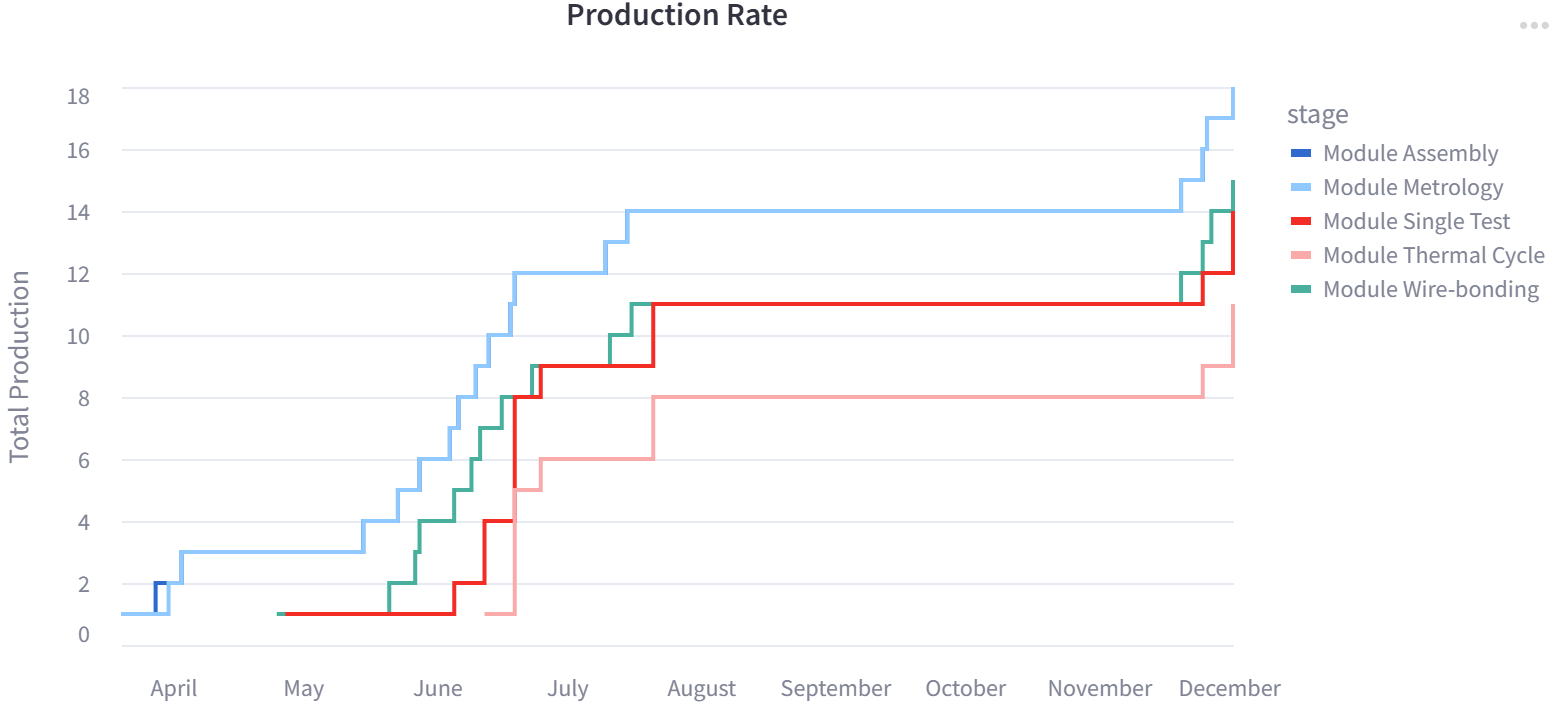 Production Rate
Total Production
18
16
14
12
10
8
6
4
2
0
April May June July August September October November December
stage
Module Assembly
Module Metrology
Module Single Test
Module Thermal Cycle
Module Wire-bonding